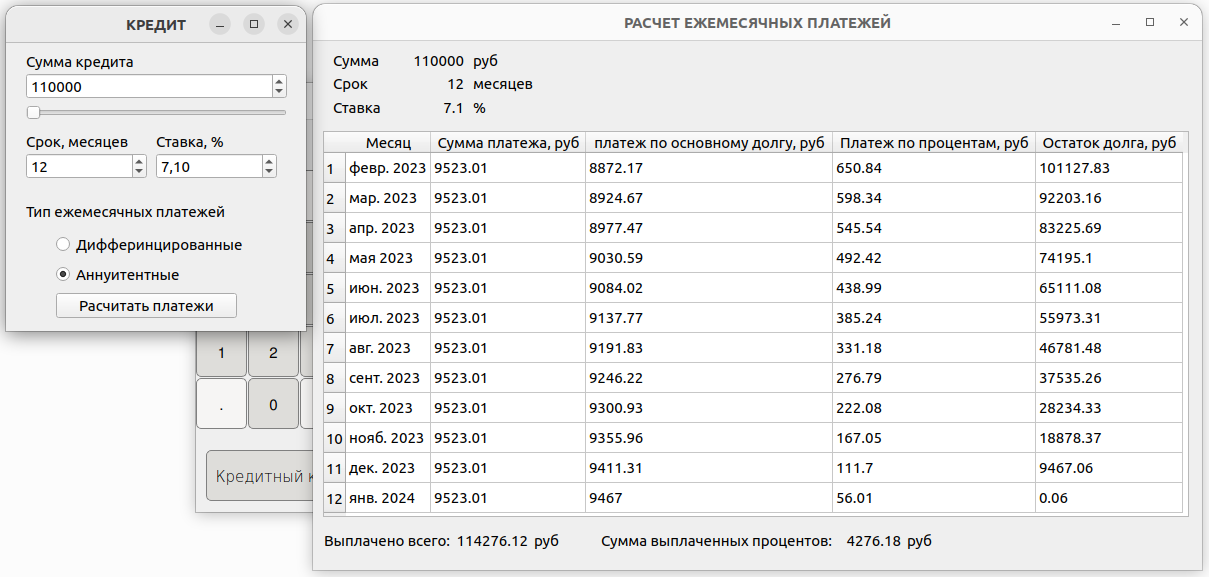 КРЕДИТ
Сумма кредита
110000
Срок, месяцев Ставка, %
12 7,10
Тип ежемесячных платежей
Дифферинцированные
Аннуитентные
Расчитать платежи
1 2
. 0
Кредитный к
РАСЧЕТ ЕЖЕМЕСЯЧНЫХ ПЛАТЕЖЕЙ
Сумма 110000 руб
Срок 12 месяцев
Ставка 7.1 %
Месяц Сумма платежа, руб платеж по основному долгу, руб Платеж по процентам, руб Остаток долга, руб
1 февр. 2023 9523.01 8872.17 650.84 101127.83
2 мар. 2023 9523.01 8924.67 598.34 92203.16
3 апр. 2023 9523.01 8977.47 545.54 83225.69
4 мая 2023 9523.01 9030.59 492.42 74195.1
5 июн. 2023 9523.01 9084.02 438.99 65111.08
6 июл. 2023 9523.01 9137.77 385.24 55973.31
7 авг. 2023 9523.01 9191.83 331.18 46781.48
8 сент. 2023 9523.01 9246.22 276.79 37535.26
9 окт. 2023 9523.01 9300.93 222.08 28234.33
10 нояб. 2023 9523.01 9355.96 167.05 18878.37
11 дек. 2023 9523.01 9411.31 111.7 9467.06
12 янв. 2024 9523.01 9467 56.01 0.06
Выплачено всего: 114276.12 руб Сумма выплаченных процентов: 4276.18 руб